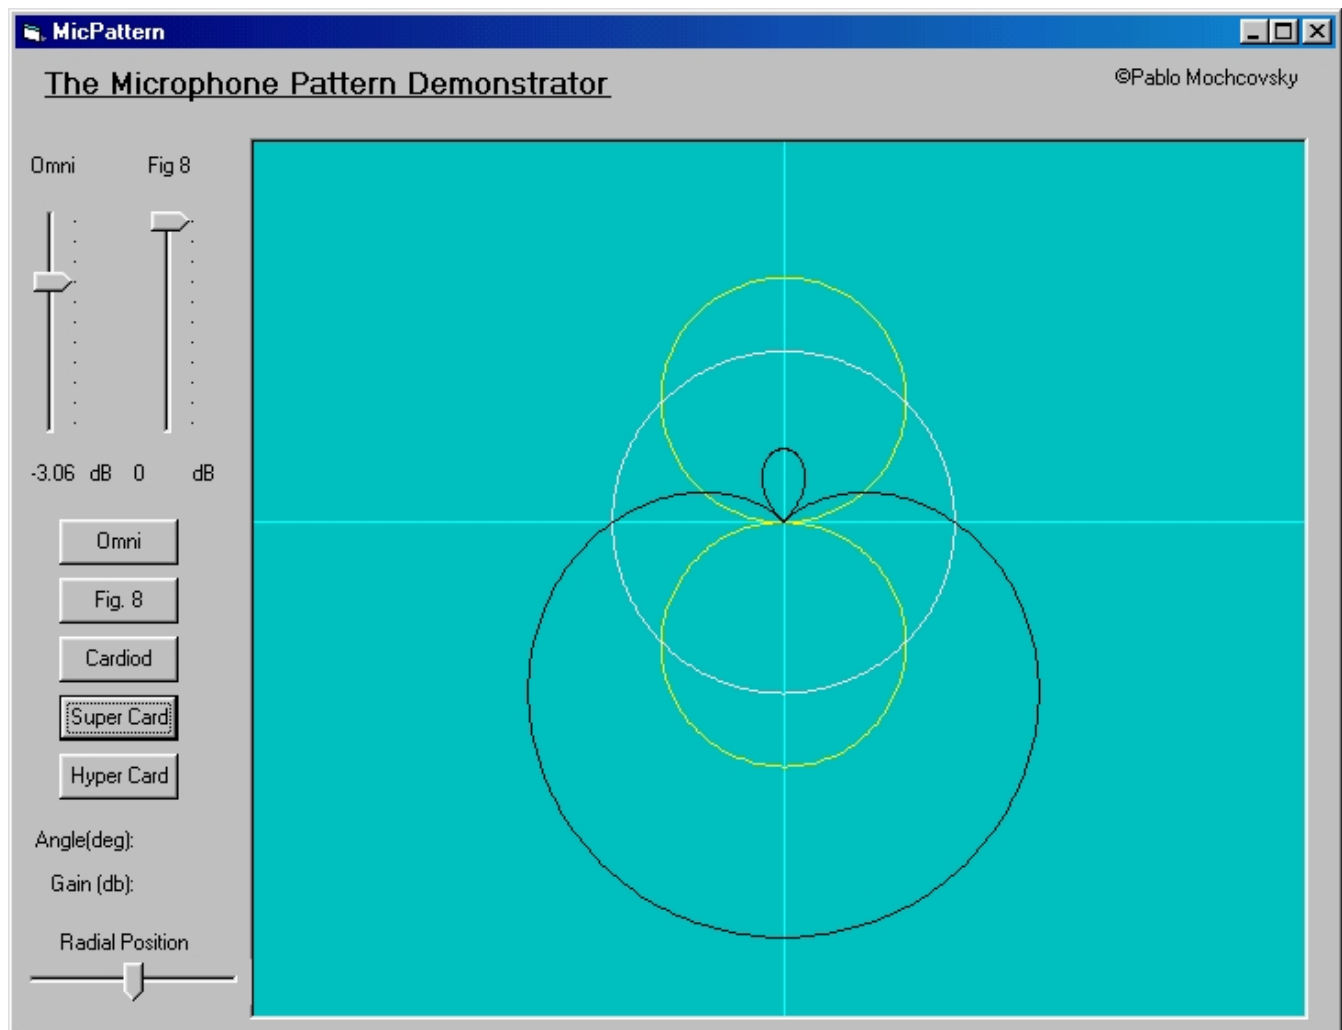 MicPattern
The Microphone Pattern Demonstrator
©Pablo Mochcovsky
Omni Fig 8
-3.06 dB 0 dB
Omni
Fig. 8
Cardiod
Super Card
Hyper Card
Angle(deg):
Gain (db):
Radial Position